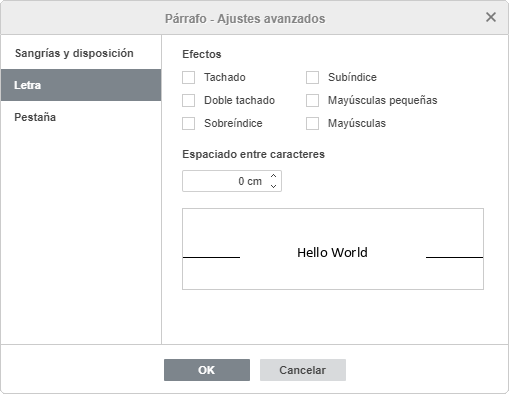 Párrafo - Ajustes avanzados
Sangrías y disposición
Letra
Pestaña
Efectos
Tachado
Subíndice
Doble tachado
Mayúsculas pequeñas
Sobreíndice
Mayúsculas
Espaciado entre caracteres
0 cm
Hello World
OK
Cancelar